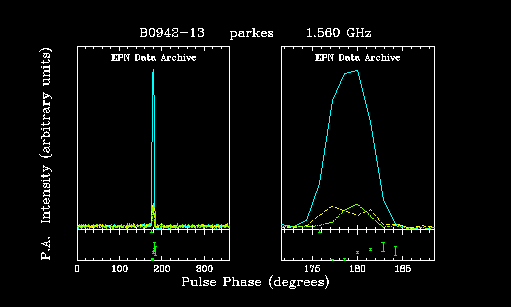 B0942-13 parkes 1.560 GHz
EPN Data Archive EPN Data Archive
P.A. Intensity (arbitrary units)
0 100 200 300 175 180 185
Pulse Phase (degrees)